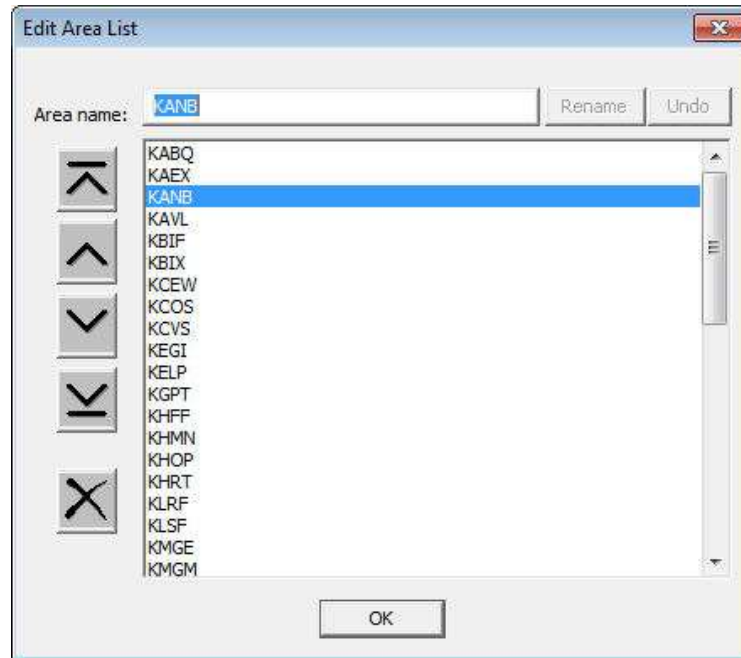 Edit Area List
Area name: KANB Rename Undo
KABQ
KAEX
KANB
KAVL
KBIF
KBIX
KCEW
KCOS
KCVS
KEGI
KELP
KGPT
KHFF
KHMN
KHOP
KHRT
KLRF
KLSF
KMGE
KMGM
OK